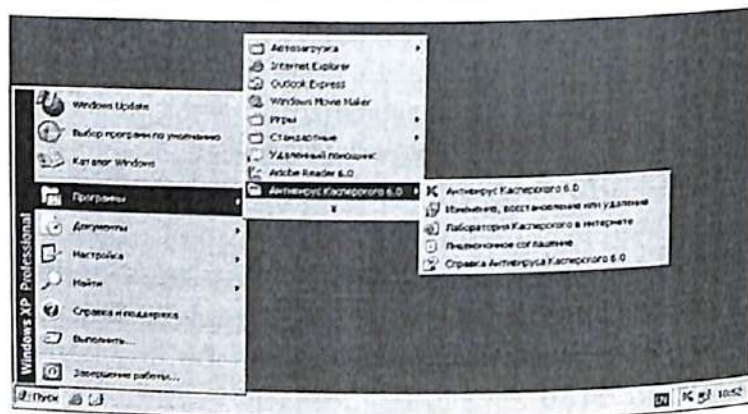 Автозагрузка
Internet Explorer
Outlook Express
Windows Movie Maker
Игры
Стандартные
Удаленный помощник
Adobe Reader 6.0
Антивирус Касперского 6.0
Windows Update
Выбор программ по умолчанию
Каталог Windows
Программы
Документы
Настройка
Найти
Справка и поддержка
Выполнить...
Завершение работы...
Windows XP Professional
Антивирус Касперского 6.0
Изменение, восстановление или удаление
Лаборатория Касперского в интернете
Лицензионное соглашение
Справка Антивируса Касперского 6.0
Пуск
EN
10:52